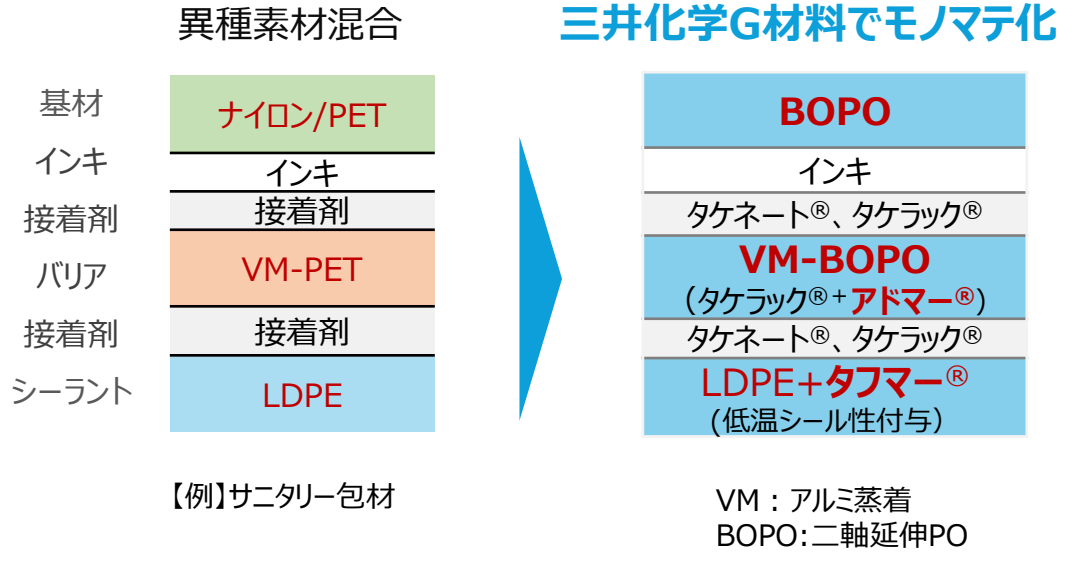 異種素材混合
三井化学G材料でモノマテ化
基材
ナイロン/PET
BOPO
インキ
インキ
インキ
接着剤
接着剤
タケネート®、タケラック®
バリア
VM-PET
VM-BOPO
(タケラック®+アドマー®)
接着剤
接着剤
タケネート®、タケラック®
シーラント
LDPE
LDPE+タフマー®
(低温シール性付与)
【例】サニタリー包材
VM：アルミ蒸着
BOPO:二軸延伸PO